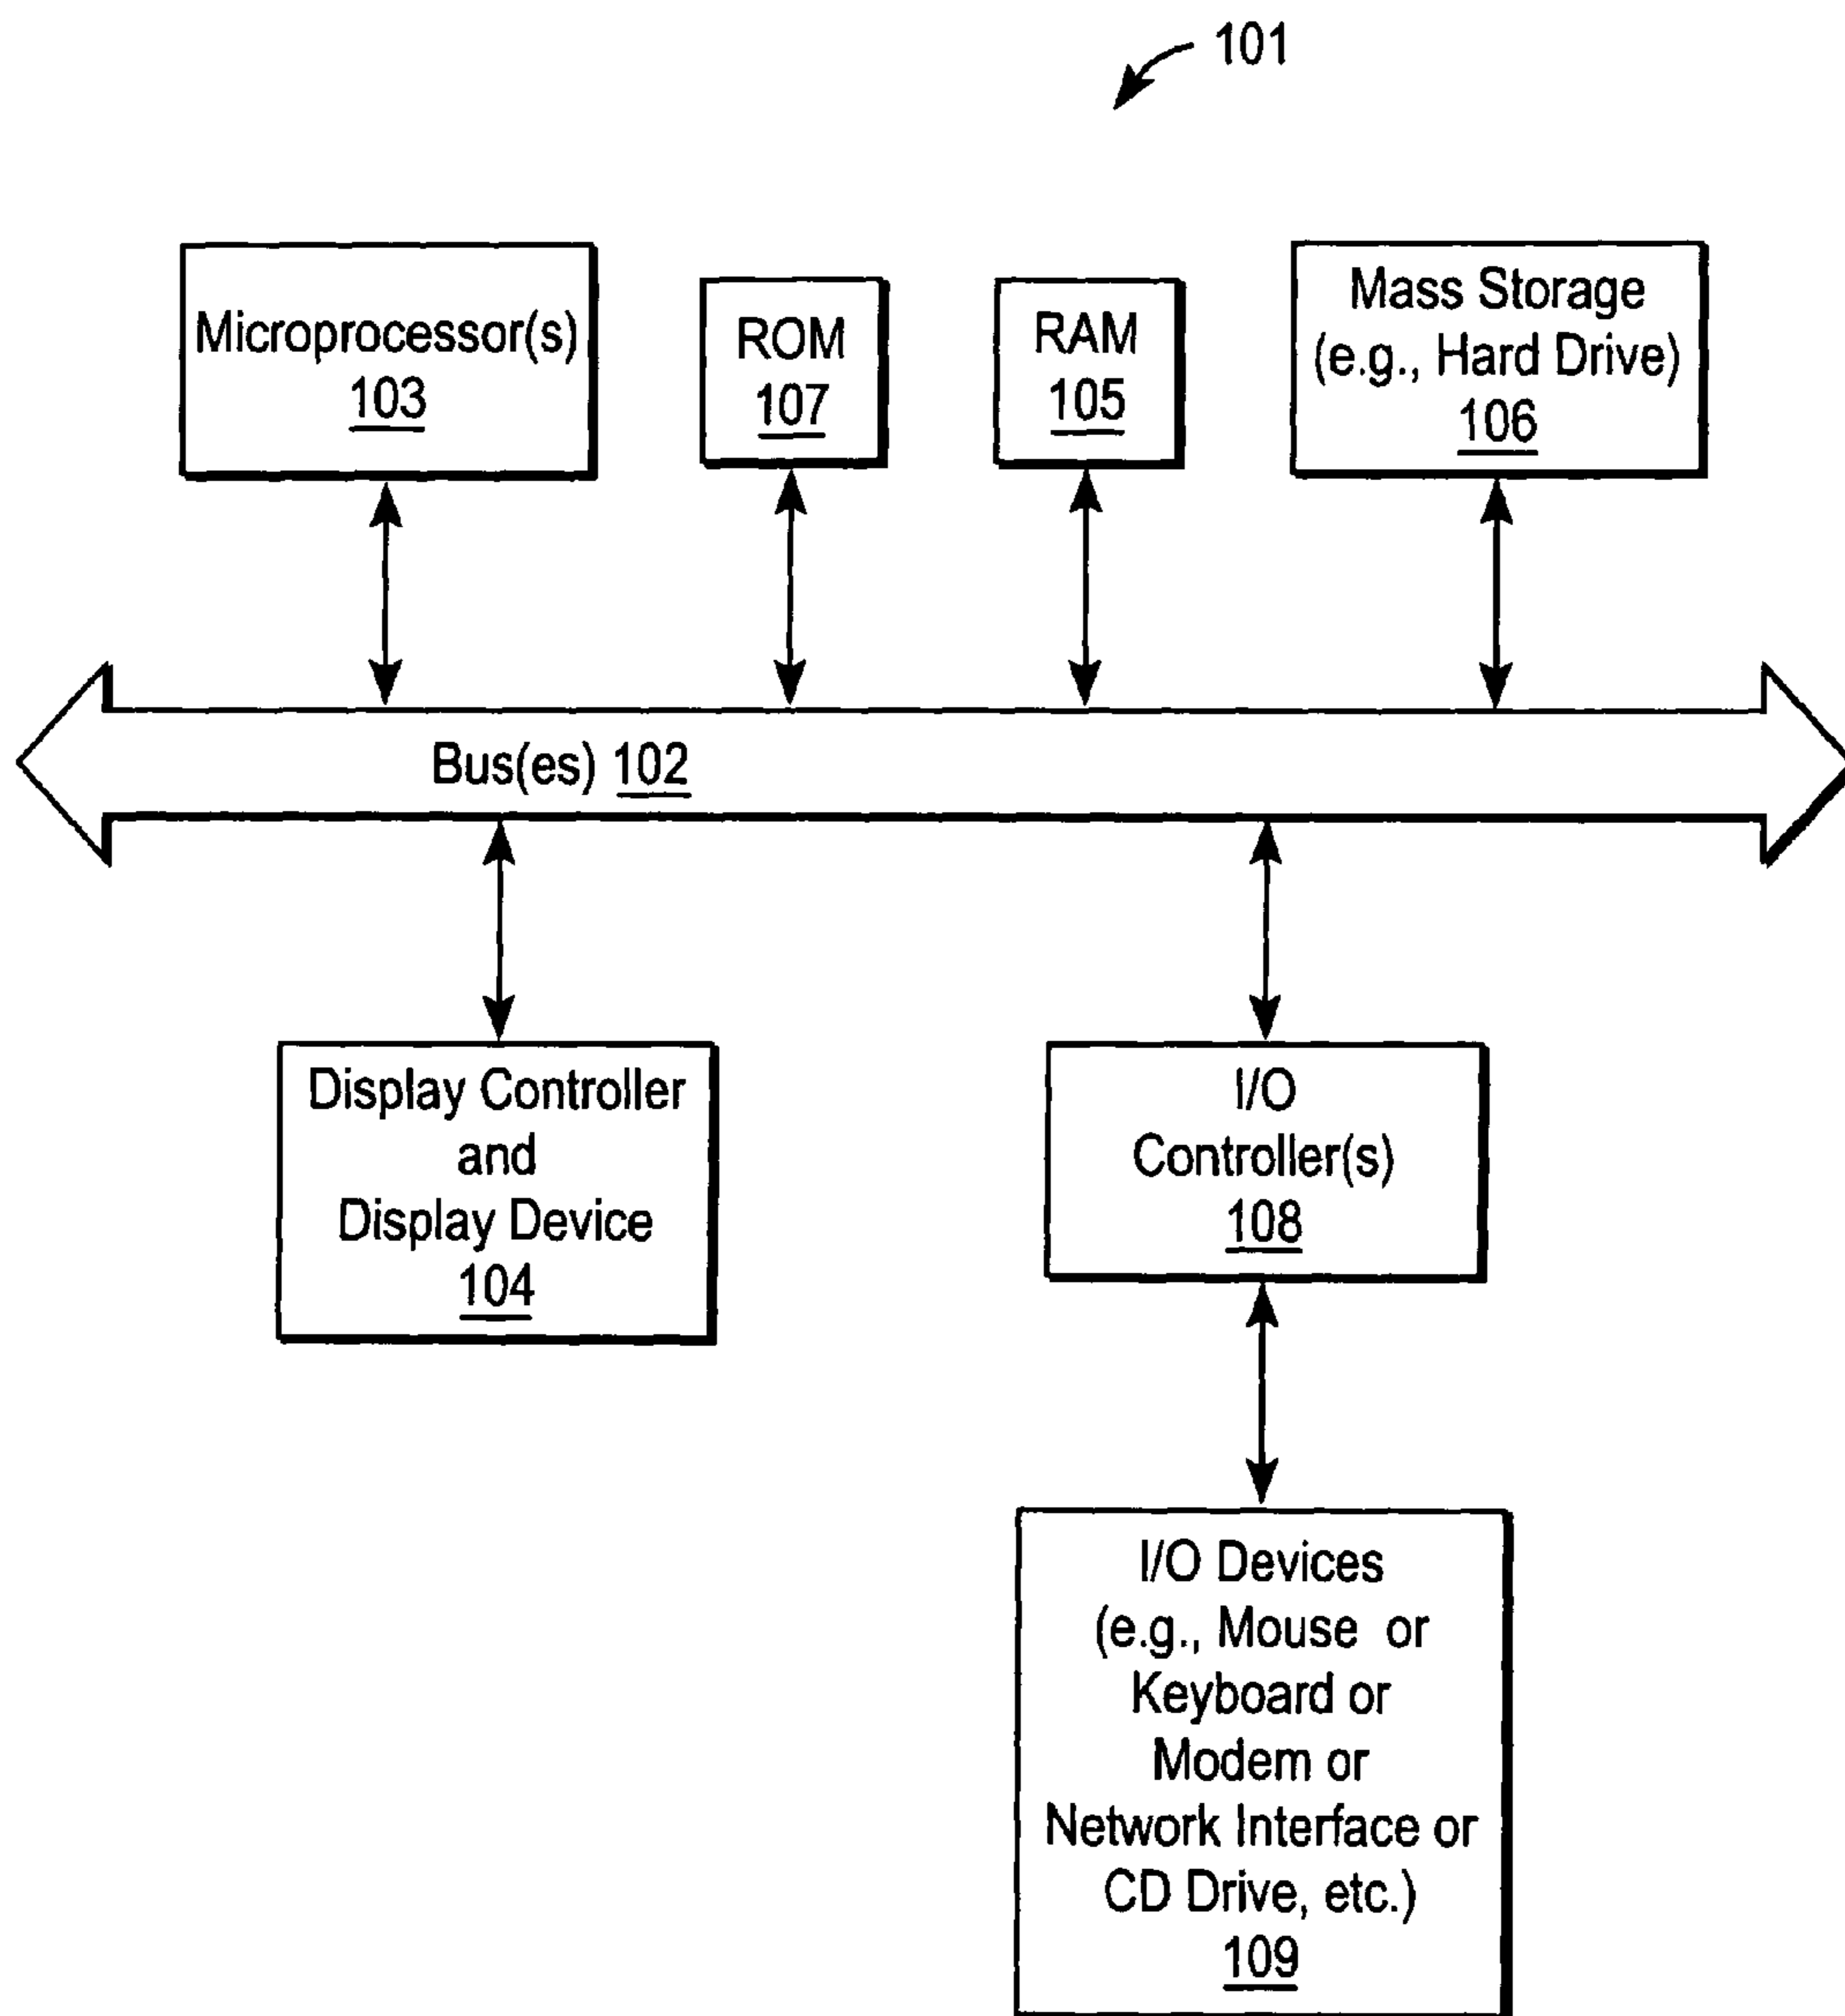 101
Microprocessor(s)
103
ROM
107
RAM
105
Mass Storage
(e.g., Hard Drive)
106
Bus(es) 102
Display Controller
and
Display Device
104
I/O
Controller(s)
108
I/O Devices
(e.g., Mouse or
Keyboard or
Modem or
Network Interface or
CD Drive, etc.)
109